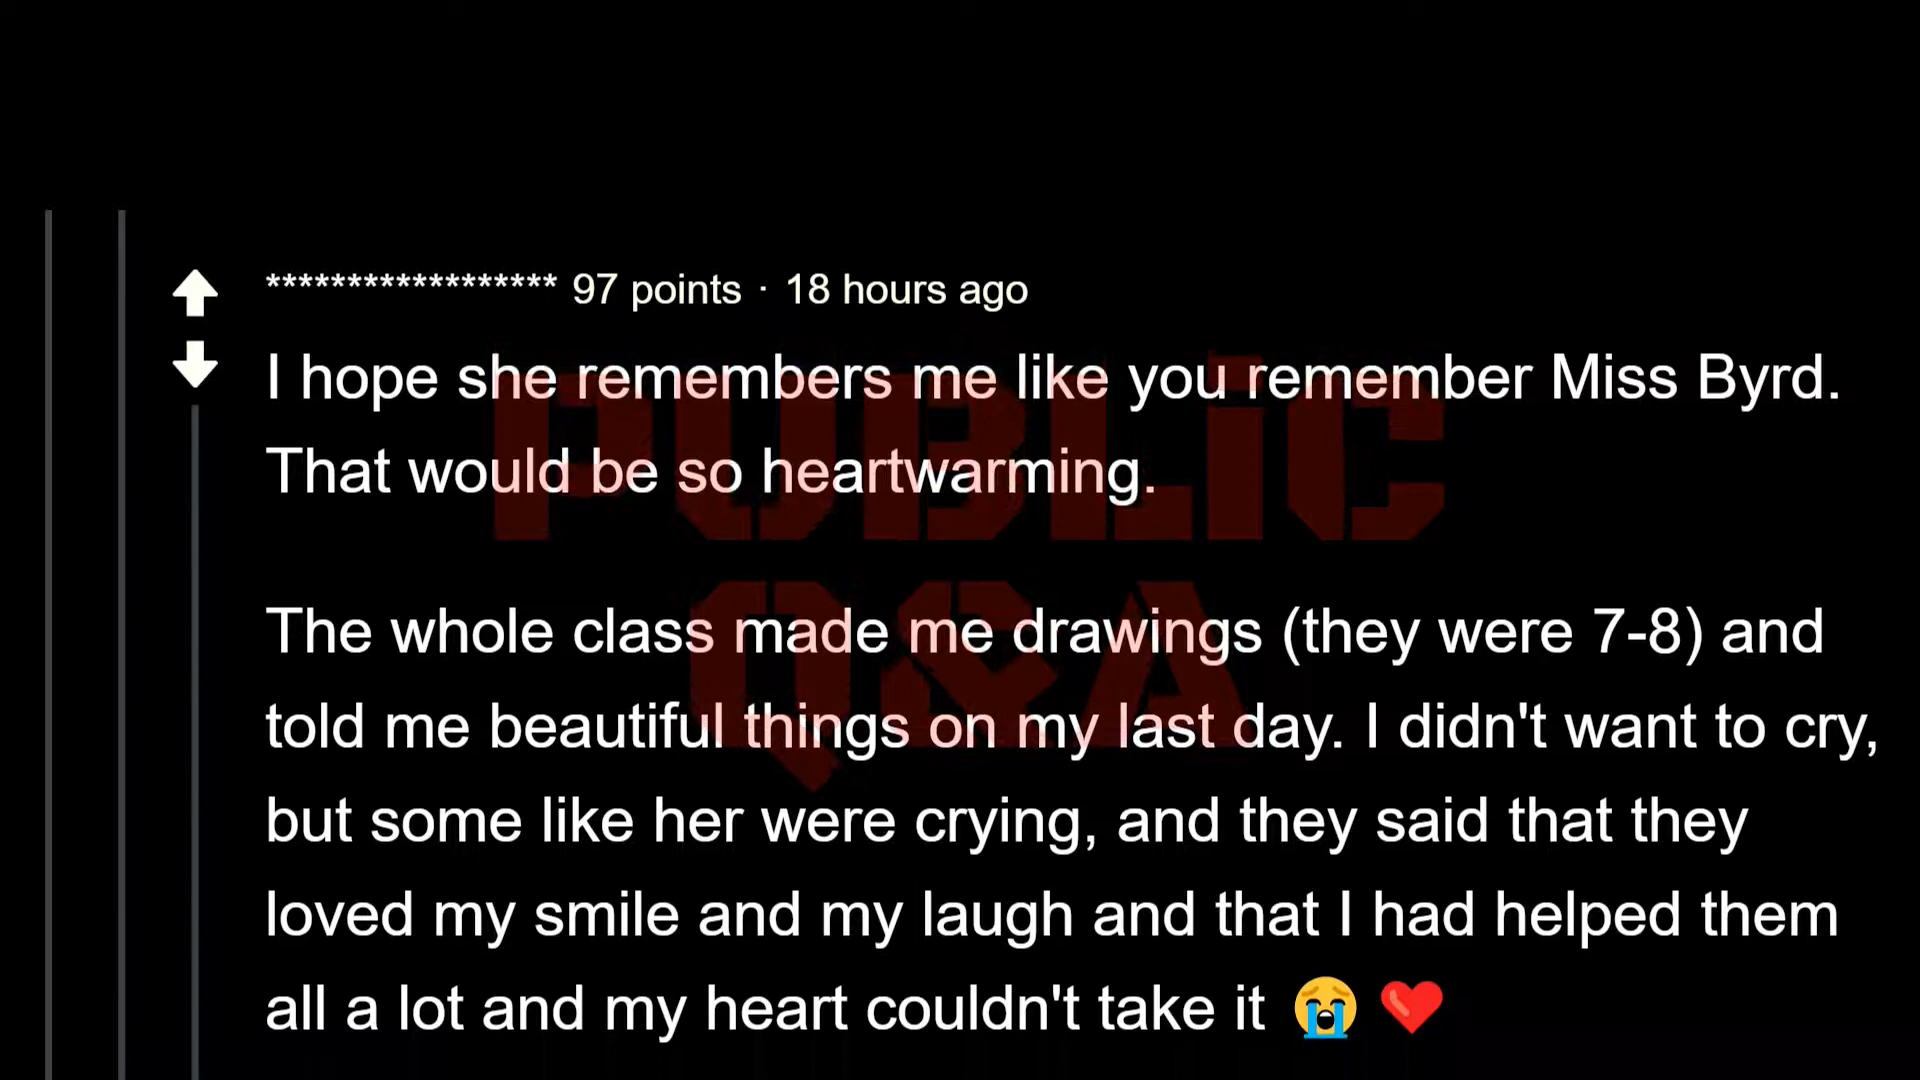 ****************** 97 points · 18 hours ago
I hope she remembers me like you remember Miss Byrd.
That would be so heartwarming.
PUBLIC
Q&A
The whole class made me drawings (they were 7-8) and
told me beautiful things on my last day. I didn't want to cry,
but some like her were crying, and they said that they
loved my smile and my laugh and that I had helped them
all a lot and my heart couldn't take it 😭 ❤️